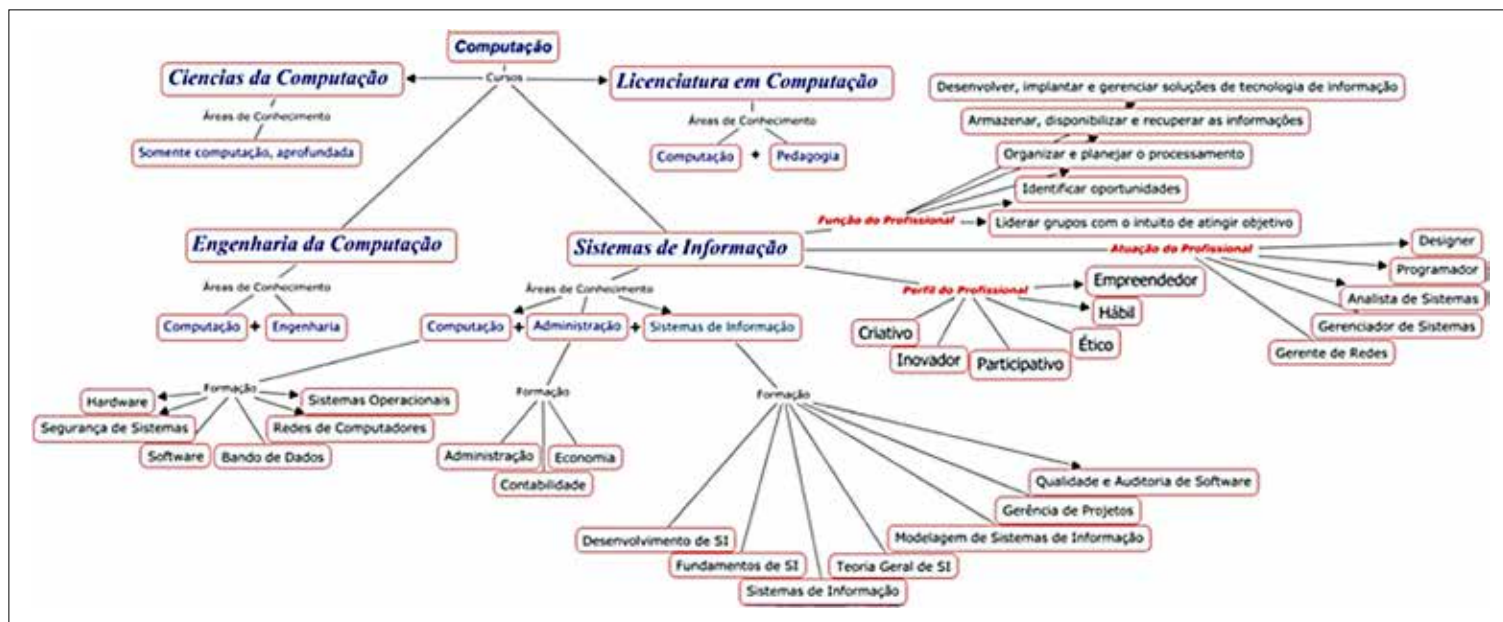 Computação
Cursos
Ciencias da Computação
Áreas de Conhecimento
Somente computação, aprofundada
Licenciatura em Computação
Áreas de Conhecimento
Computação + Pedagogia
Engenharia da Computação
Áreas de Conhecimento
Computação + Engenharia
Sistemas de Informação
Áreas de Conhecimento
Computação + Administração + Sistemas de Informação
Formação
Hardware
Segurança de Sistemas
Software
Bando de Dados
Redes de Computadores
Sistemas Operacionais
Formação
Administração
Contabilidade
Economia
Formação
Desenvolvimento de SI
Fundamentos de SI
Sistemas de Informação
Teoria Geral de SI
Modelagem de Sistemas de Informação
Gerência de Projetos
Qualidade e Auditoria de Software
Função do Profissional
Desenvolver, implantar e gerenciar soluções de tecnologia de informação
Armazenar, disponibilizar e recuperar as informações
Organizar e planejar o processamento
Identificar oportunidades
Liderar grupos com o intuito de atingir objetivo
Atuação do Profissional
Designer
Programador
Analista de Sistemas
Gerenciador de Sistemas
Gerente de Redes
Perfil do Profissional
Empreendedor
Hábil
Ético
Participativo
Inovador
Criativo